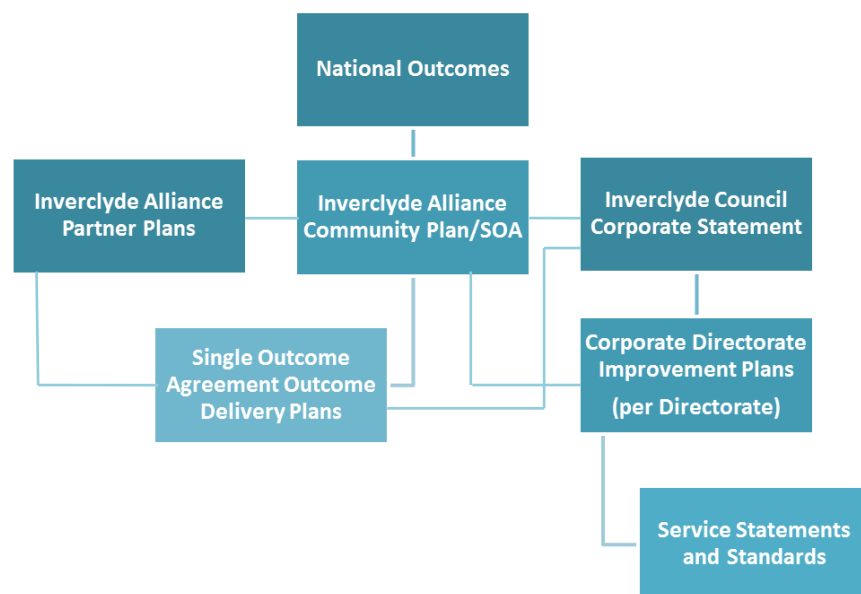 National Outcomes
Inverclyde Alliance
Partner Plans
Inverclyde Alliance
Community Plan/SOA
Inverclyde Council
Corporate Statement
Single Outcome
Agreement Outcome
Delivery Plans
Corporate Directorate
Improvement Plans
(per Directorate)
Service Statements
and Standards